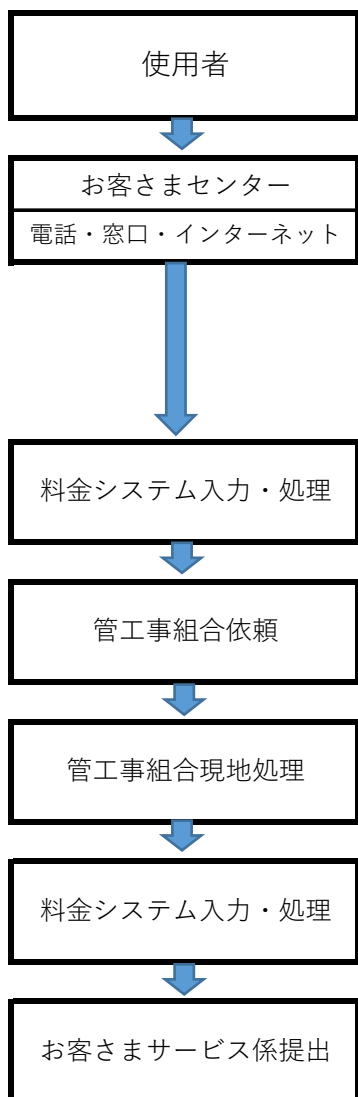 使用者
お客さまセンター
電話・窓口・インターネット
料金システム入力・処理
管工事組合依頼
管工事組合現地処理
料金システム入力・処理
お客さまサービス係提出